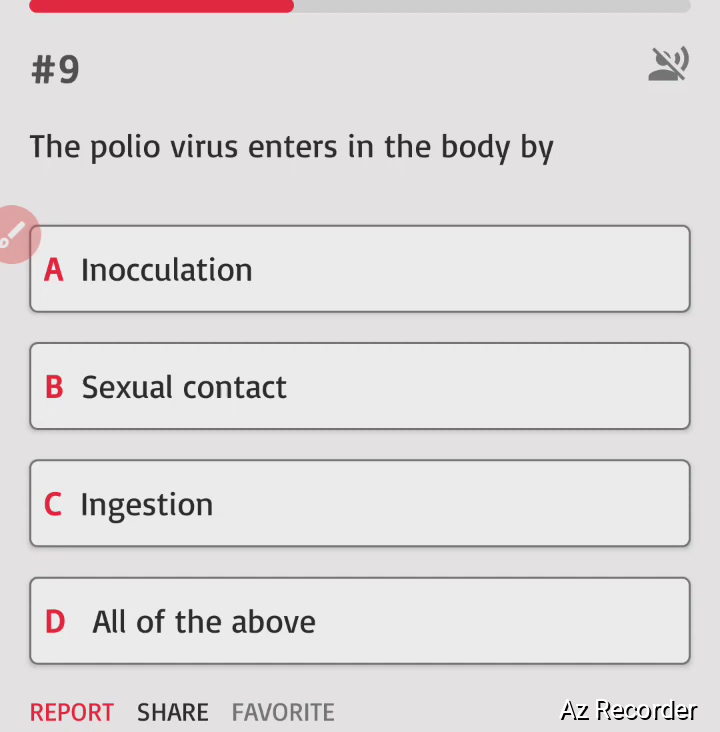 #9
The polio virus enters in the body by
A Inocculation
B Sexual contact
C Ingestion
D All of the above
REPORT SHARE FAVORITE
Az Recorder